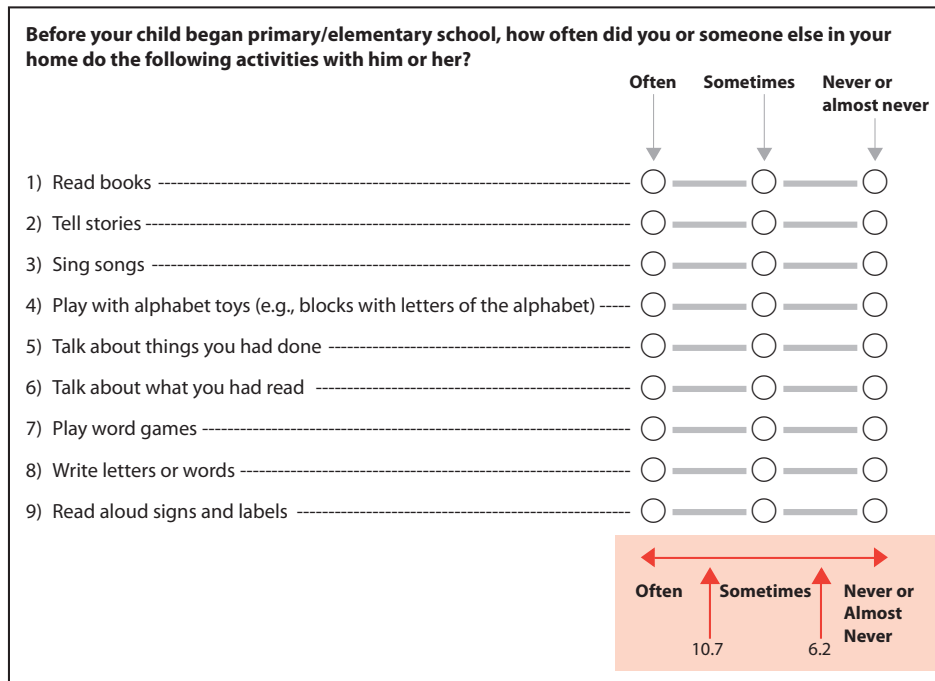 Before your child began primary/elementary school, how often did you or someone else in your
home do the following activities with him or her?
Often Sometimes Never or
almost never
1) Read books
2) Tell stories
3) Sing songs
4) Play with alphabet toys (e.g., blocks with letters of the alphabet)
5) Talk about things you had done
6) Talk about what you had read
7) Play word games
8) Write letters or words
9) Read aloud signs and labels
Often Sometimes Never or
Almost
Never
10.7 6.2